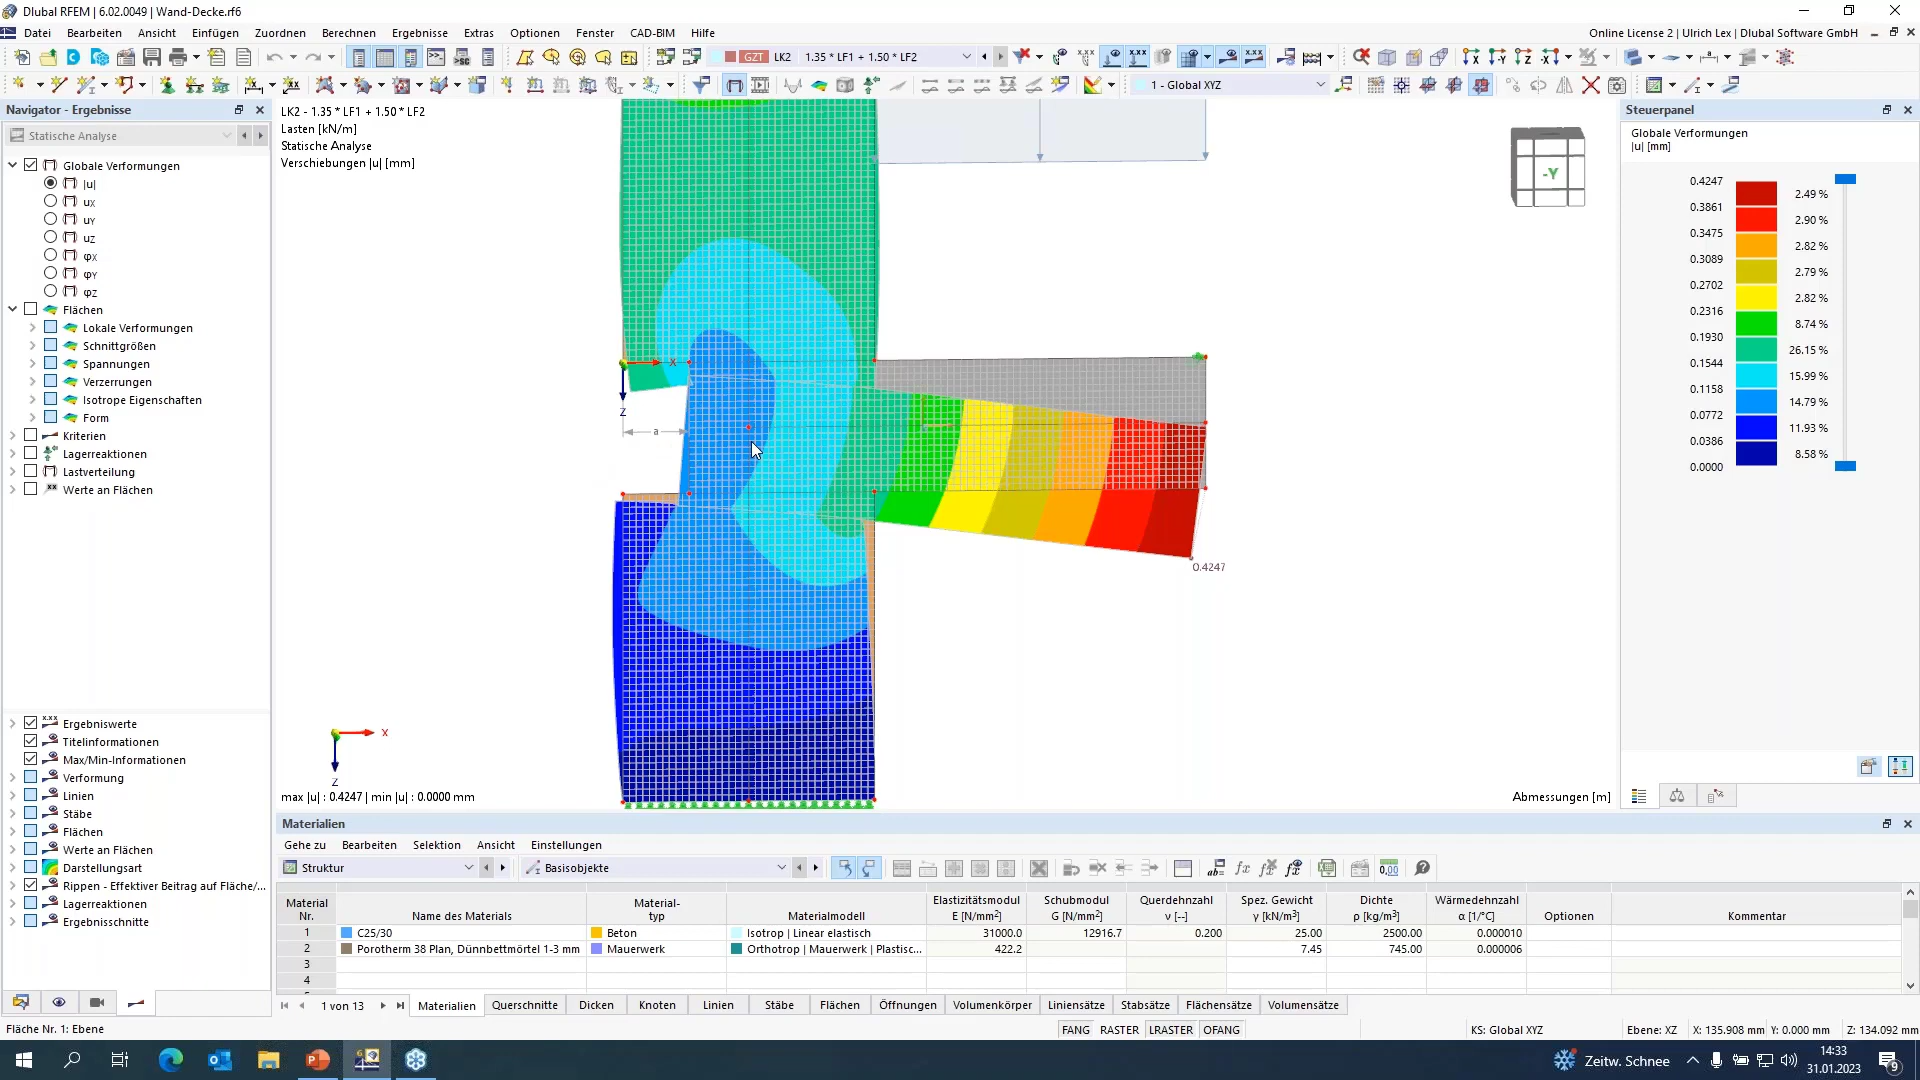 Dlubal RFEM | 6.02.0049 | Wand-Decke.rf6
Datei Bearbeiten Ansicht Einfügen Zuordnen Berechnen Ergebnisse Extras Optionen Fenster CAD-BIM Hilfe
Online License 2 | Ulrich Lex | Dlubal Software GmbH
GZT LK2 1.35 * LF1 + 1.50 * LF2
1 - Global XYZ
Navigator - Ergebnisse
Statische Analyse
Globale Verformungen
|u|
uX
uY
uZ
φX
φY
φZ
Flächen
Lokale Verformungen
Schnittgrößen
Spannungen
Verzerrungen
Isotrope Eigenschaften
Form
Kriterien
Lagerreaktionen
Lastverteilung
Werte an Flächen
Ergebniswerte
Titelinformationen
Max/Min-Informationen
Verformung
Linien
Stäbe
Flächen
Werte an Flächen
Darstellungsart
Rippen - Effektiver Beitrag auf Fläche/...
Lagerreaktionen
Ergebnisschnitte
LK2 - 1.35 * LF1 + 1.50 * LF2
Lasten [kN/m]
Statische Analyse
Verschiebungen |u| [mm]
-Y
X
Z
a
0.4247
X
Z
max |u| : 0.4247 | min |u| : 0.0000 mm
Abmessungen [m]
Steuerpanel
Globale Verformungen
|u| [mm]
0.4247
2.49 %
0.3861
2.90 %
0.3475
2.82 %
0.3089
2.79 %
0.2702
2.82 %
0.2316
8.74 %
0.1930
26.15 %
0.1544
15.99 %
0.1158
14.79 %
0.0772
11.93 %
0.0386
8.58 %
0.0000
Materialien
Gehe zu Bearbeiten Selektion Ansicht Einstellungen
Struktur Basisobjekte
Material Nr. Name des Materials Material-typ Materialmodell Elastizitätsmodul E [N/mm²] Schubmodul G [N/mm²] Querdehnzahl ν [--] Spez. Gewicht γ [kN/m³] Dichte ρ [kg/m³] Wärmedehnzahl α [1/°C] Optionen Kommentar
1 C25/30 Beton Isotrop | Linear elastisch 31000.0 12916.7 0.200 25.00 2500.00 0.000010
2 Porotherm 38 Plan, Dünnbettmörtel 1-3 mm Mauerwerk Orthotrop | Mauerwerk | Plastisc... 422.2 7.45 745.00 0.000006
3
4
1 von 13 Materialien Querschnitte Dicken Knoten Linien Stäbe Flächen Öffnungen Volumenkörper Liniensätze Stabsätze Flächensätze Volumensätze
Fläche Nr. 1: Ebene
FANG RASTER LRASTER OFANG
KS: Global XYZ
Ebene: XZ
X: 135.908 mm Y: 0.000 mm Z: 134.092 mm
Zeitw. Schnee
14:33
31.01.2023
9